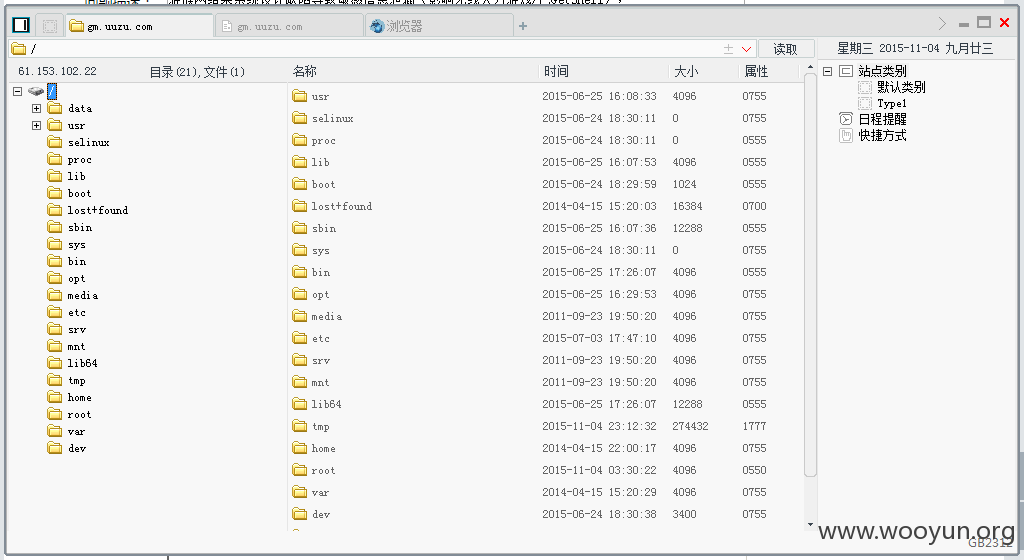 gm.uuzu.com gm.uuzu.com 浏览器 +
/ 读取 星期三 2015-11-04 九月廿三
61.153.102.22 目录(21),文件(1) 名称 时间 大小 属性
/
data
usr
selinux
proc
lib
boot
lost+found
sbin
sys
bin
opt
media
etc
srv
mnt
lib64
tmp
home
root
var
dev
usr 2015-06-25 16:08:33 4096 0755
selinux 2015-06-24 18:30:11 0 0755
proc 2015-06-24 18:30:11 0 0555
lib 2015-06-25 16:07:53 4096 0555
boot 2015-06-24 18:29:59 1024 0555
lost+found 2014-04-15 15:20:03 16384 0700
sbin 2015-06-25 16:07:36 12288 0555
sys 2015-06-24 18:30:11 0 0755
bin 2015-06-25 17:26:07 4096 0555
opt 2015-06-25 16:29:53 4096 0755
media 2011-09-23 19:50:20 4096 0755
etc 2015-07-03 17:47:10 4096 0755
srv 2011-09-23 19:50:20 4096 0755
mnt 2011-09-23 19:50:20 4096 0755
lib64 2015-06-25 17:26:07 12288 0555
tmp 2015-11-04 23:12:32 274432 1777
home 2014-04-15 22:00:17 4096 0755
root 2015-11-04 03:30:22 4096 0550
var 2014-04-15 15:20:29 4096 0755
dev 2015-06-24 18:30:38 3400 0755
站点类别
默认类别
Type1
日程提醒
快捷方式
www.wooyun.org
GB2312